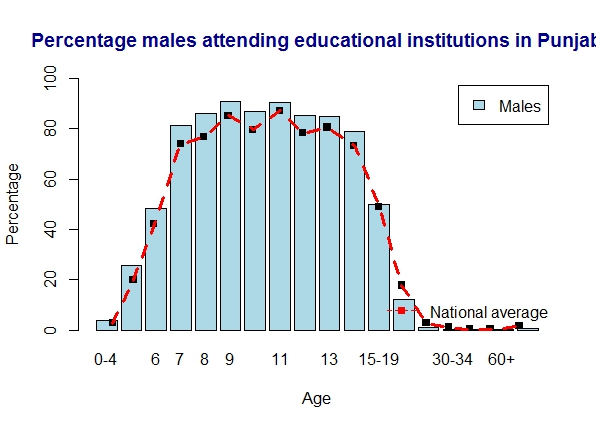 Percentage males attending educational institutions in Punjab
Males
Percentage
0 20 40 60 80 100
National average
0-4 6 7 8 9 11 13 15-19 30-34 60+
Age